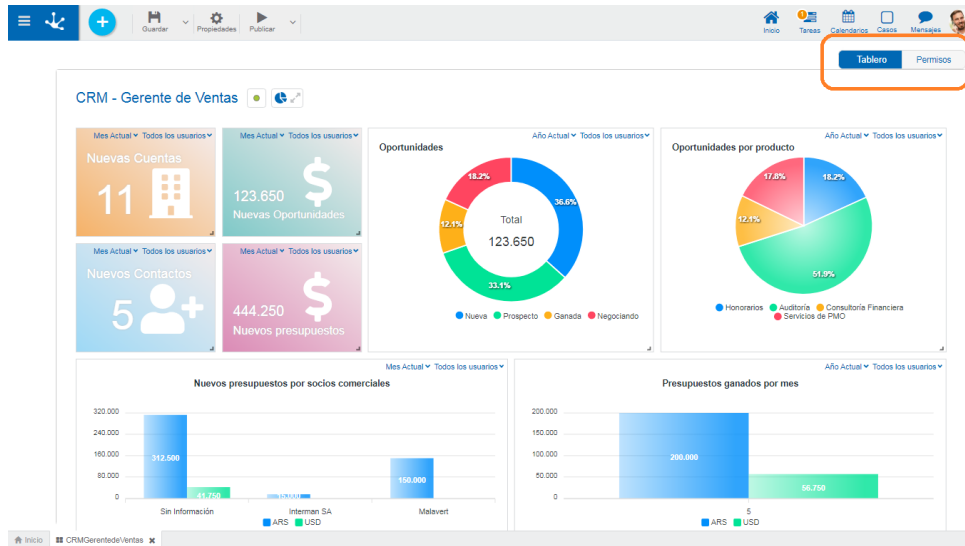 Guardar
Propiedades
Publicar
Inicio
1
Tareas
Calendarios
Casos
Mensajes
Tablero
Permisos
CRM - Gerente de Ventas
Mes Actual Todos los usuarios
Nuevas Cuentas
11
Mes Actual Todos los usuarios
123.650
Nuevas Oportunidades
Mes Actual Todos los usuarios
Nuevos Contactos
5
Mes Actual Todos los usuarios
444.250
Nuevos presupuestos
Año Actual Todos los usuarios
Oportunidades
18.2%
36.6%
12.1%
33.1%
Total
123.650
Nueva Prospecto Ganada Negociando
Año Actual Todos los usuarios
Oportunidades por producto
17.8%
18.2%
12.1%
51.9%
Honorarios Auditoría Consultoría Financiera
Servicios de PMO
Mes Actual Todos los usuarios
Nuevos presupuestos por socios comerciales
320.000
240.000
160.000
80.000
0
312.500
41.750
15.000
150.000
Sin Información
Interman SA
Malavert
ARS USD
Año Actual Todos los usuarios
Presupuestos ganados por mes
200.000
150.000
100.000
50.000
0
200.000
56.750
5
ARS USD
Inicio
CRMGerentedeVentas